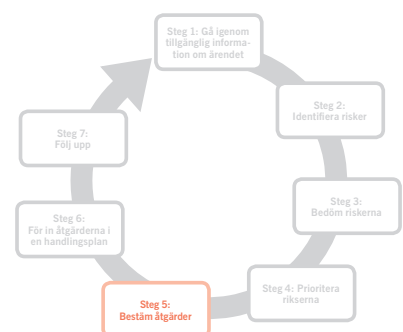 Steg 1: Gå igenom
tillgänglig informa-
tion om ärendet
Steg 2:
Identifiera risker
Steg 3:
Bedöm riskerna
Steg 4: Prioritera
rikserna
Steg 5:
Bestäm åtgärder
Steg 6:
För in åtgärderna i
en handlingsplan
Steg 7:
Följ upp